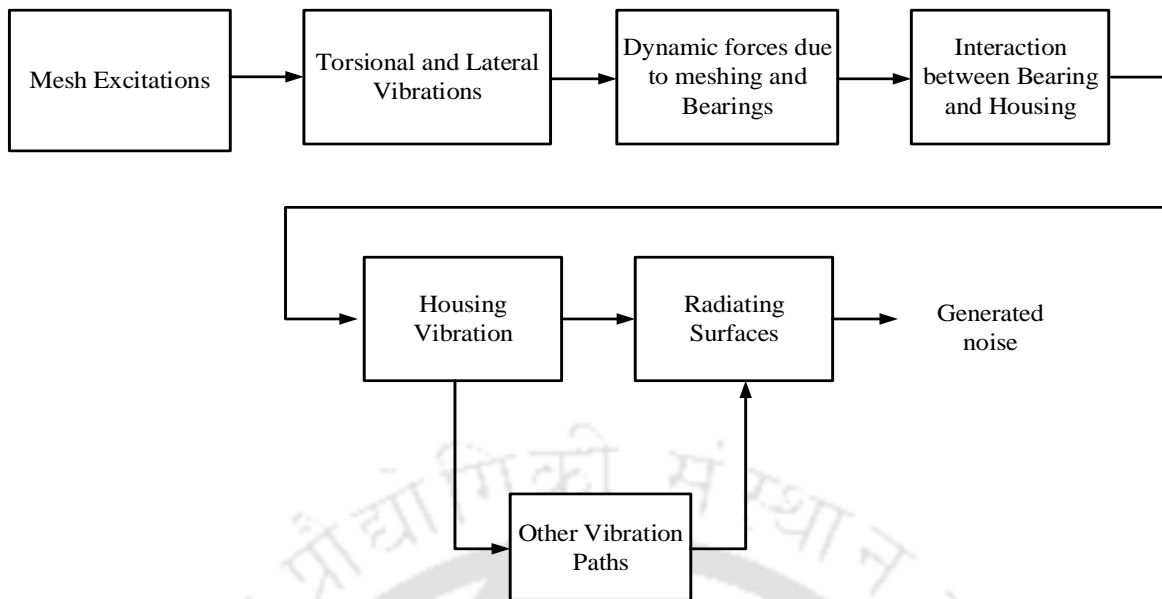 Mesh Excitations
Torsional and Lateral
Vibrations
Dynamic forces due
to meshing and
Bearings
Interaction
between Bearing
and Housing
Housing
Vibration
Radiating
Surfaces
Generated
noise
Other Vibration
Paths